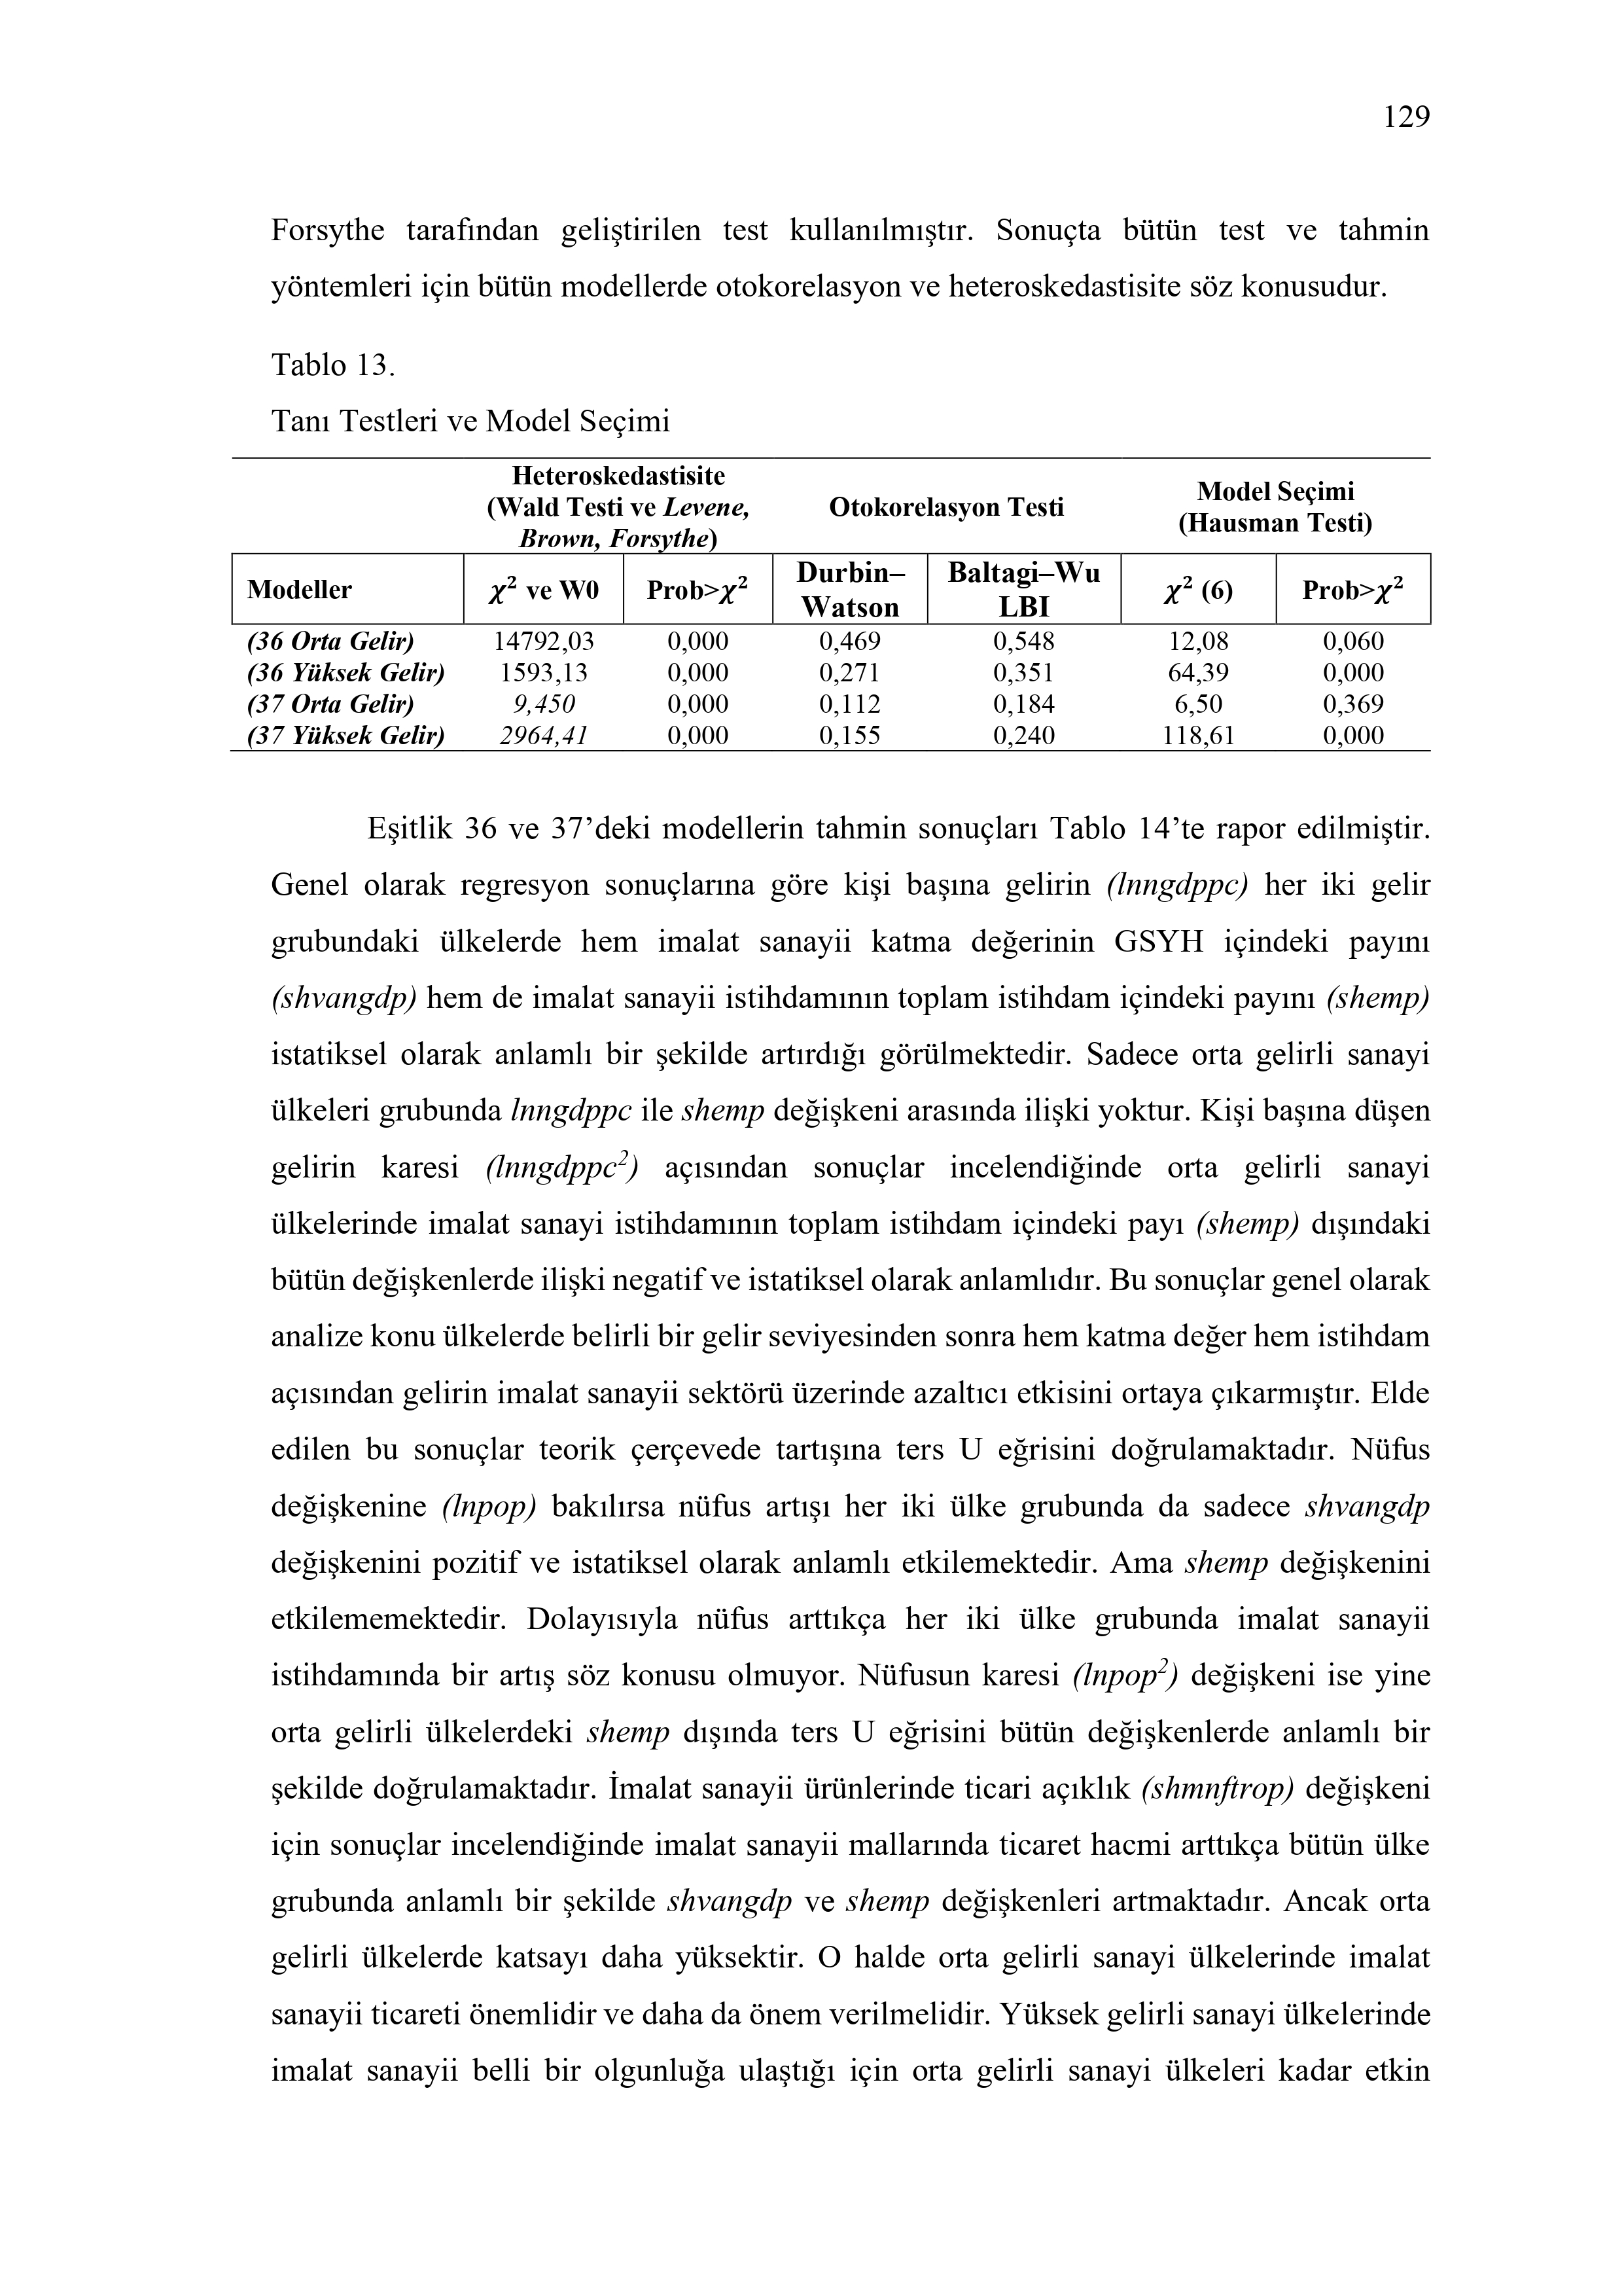 129
Forsythe tarafından geliştirilen test kullanılmıştır. Sonuçta bütün test ve tahmin
yöntemleri için bütün modellerde otokorelasyon ve heteroskedastisite söz konusudur.
Tablo 13.
Tanı Testleri ve Model Seçimi
Heteroskedastisite
(Wald Testi ve Levene,
Brown, Forsythe)
Otokorelasyon Testi
Model Seçimi
(Hausman Testi)
Modeller χ² ve W0 Prob>χ² Durbin–Watson Baltagi–Wu LBI χ² (6) Prob>χ²
(36 Orta Gelir) 14792,03 0,000 0,469 0,548 12,08 0,060
(36 Yüksek Gelir) 1593,13 0,000 0,271 0,351 64,39 0,000
(37 Orta Gelir) 9,450 0,000 0,112 0,184 6,50 0,369
(37 Yüksek Gelir) 2964,41 0,000 0,155 0,240 118,61 0,000
Eşitlik 36 ve 37’deki modellerin tahmin sonuçları Tablo 14’te rapor edilmiştir.
Genel olarak regresyon sonuçlarına göre kişi başına gelirin (lnngdppc) her iki gelir
grubundaki ülkelerde hem imalat sanayii katma değerinin GSYH içindeki payını
(shvangdp) hem de imalat sanayii istihdamının toplam istihdam içindeki payını (shemp)
istatiksel olarak anlamlı bir şekilde artırdığı görülmektedir. Sadece orta gelirli sanayi
ülkeleri grubunda lnngdppc ile shemp değişkeni arasında ilişki yoktur. Kişi başına düşen
gelirin karesi (lnngdppc²) açısından sonuçlar incelendiğinde orta gelirli sanayi
ülkelerinde imalat sanayi istihdamının toplam istihdam içindeki payı (shemp) dışındaki
bütün değişkenlerde ilişki negatif ve istatiksel olarak anlamlıdır. Bu sonuçlar genel olarak
analize konu ülkelerde belirli bir gelir seviyesinden sonra hem katma değer hem istihdam
açısından gelirin imalat sanayii sektörü üzerinde azaltıcı etkisini ortaya çıkarmıştır. Elde
edilen bu sonuçlar teorik çerçevede tartışına ters U eğrisini doğrulamaktadır. Nüfus
değişkenine (lnpop) bakılırsa nüfus artışı her iki ülke grubunda da sadece shvangdp
değişkenini pozitif ve istatiksel olarak anlamlı etkilemektedir. Ama shemp değişkenini
etkilememektedir. Dolayısıyla nüfus arttıkça her iki ülke grubunda imalat sanayii
istihdamında bir artış söz konusu olmuyor. Nüfusun karesi (lnpop²) değişkeni ise yine
orta gelirli ülkelerdeki shemp dışında ters U eğrisini bütün değişkenlerde anlamlı bir
şekilde doğrulamaktadır. İmalat sanayii ürünlerinde ticari açıklık (shmnftrop) değişkeni
için sonuçlar incelendiğinde imalat sanayii mallarında ticaret hacmi arttıkça bütün ülke
grubunda anlamlı bir şekilde shvangdp ve shemp değişkenleri artmaktadır. Ancak orta
gelirli ülkelerde katsayı daha yüksektir. O halde orta gelirli sanayi ülkelerinde imalat
sanayii ticareti önemlidir ve daha da önem verilmelidir. Yüksek gelirli sanayi ülkelerinde
imalat sanayii belli bir olgunluğa ulaştığı için orta gelirli sanayi ülkeleri kadar etkin